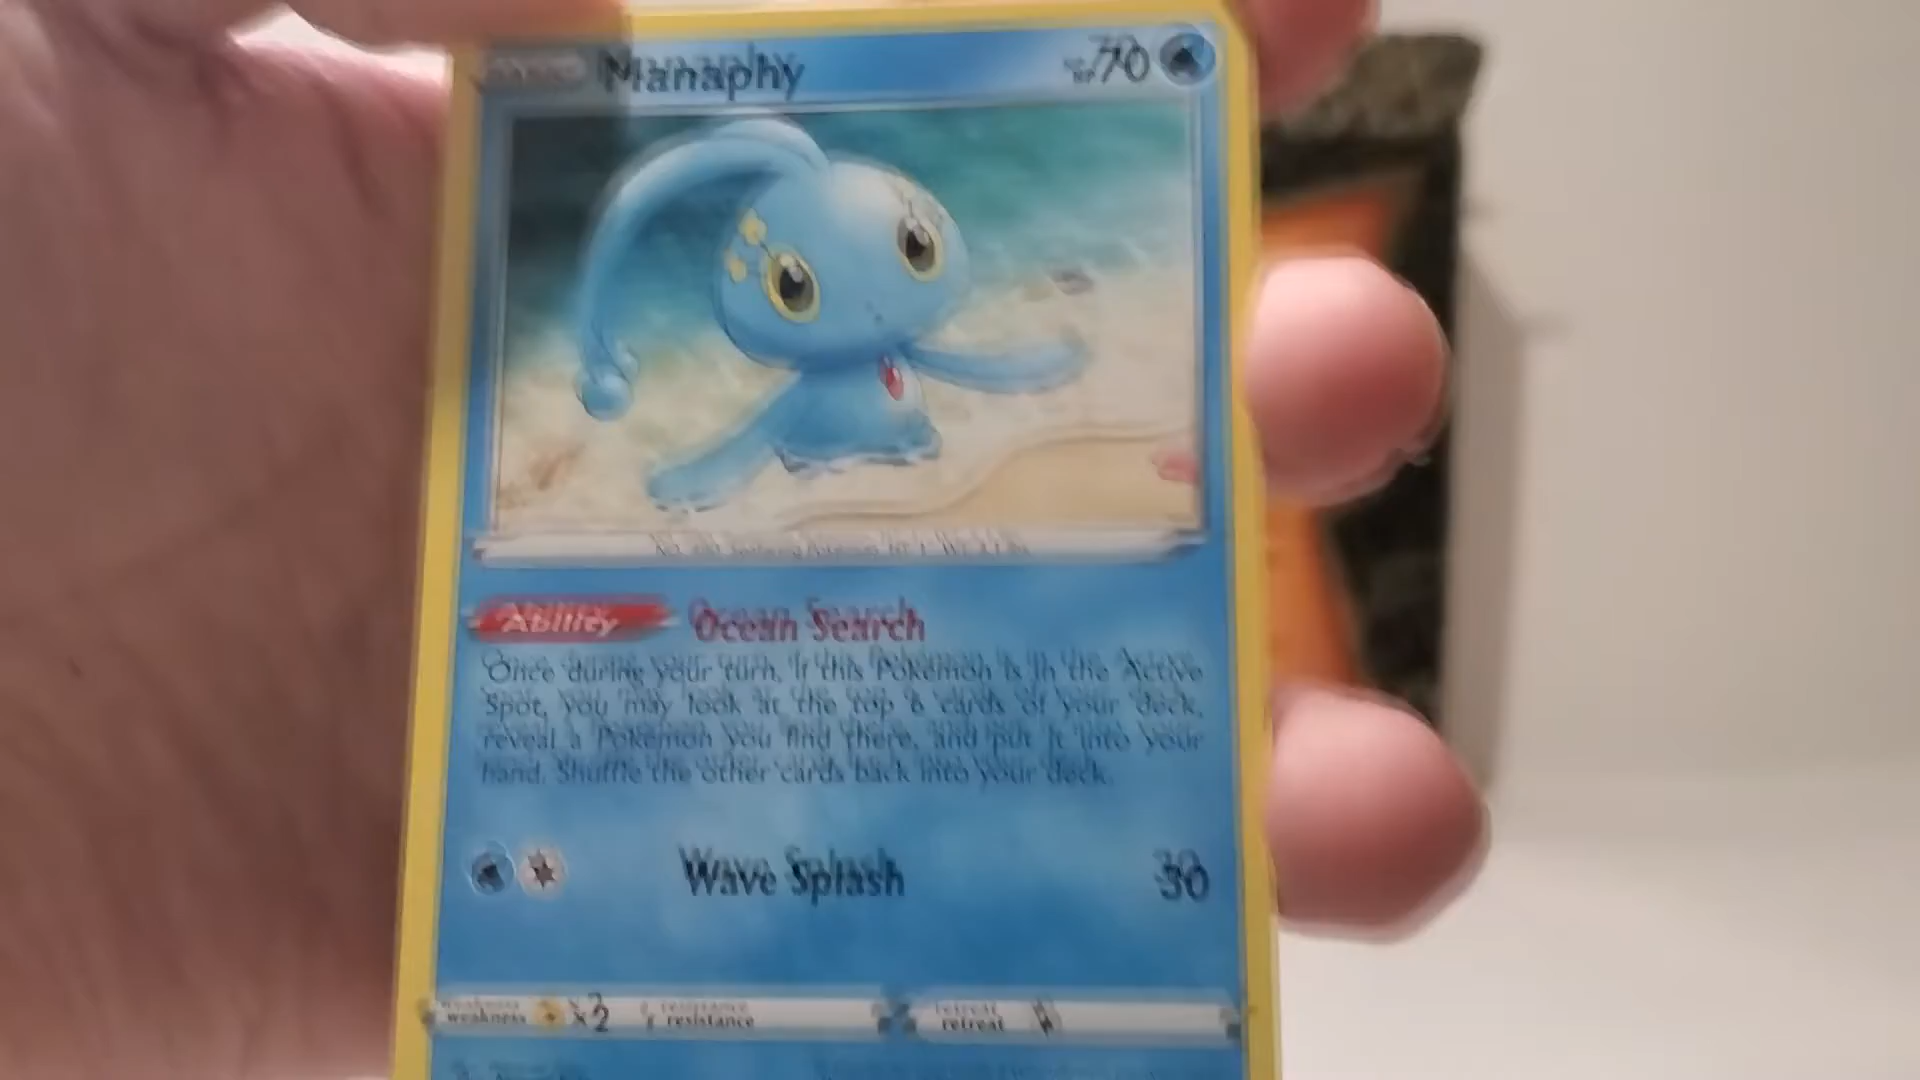 Manaphy 70
Ability Ocean Search
Once during your turn, if this Pokémon is in the Active
Spot, you may look at the top 6 cards of your deck,
reveal a Pokémon you find there, and put it into your
hand. Shuffle the other cards back into your deck.
Wave Splash 30
weakness ×2 resistance retreat